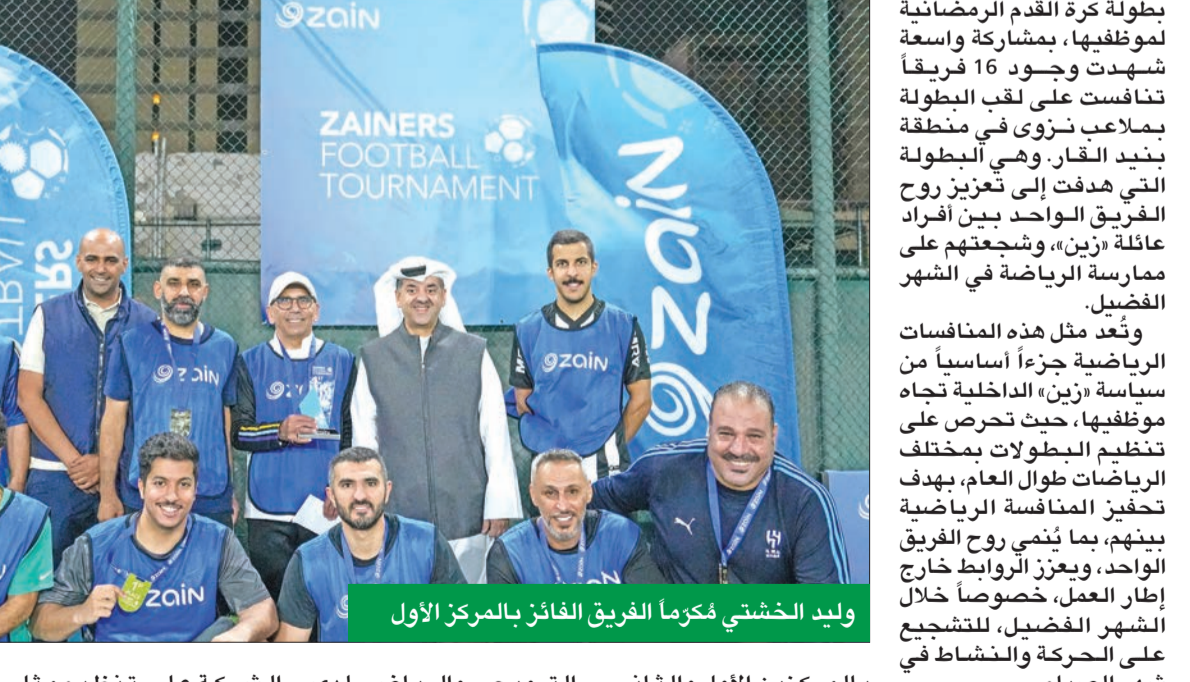 بطولة كرة القدم الرمضانية
لموظفيها، بمشاركة واسعة
شهدت وجود 16 فريقاً
تنافست على لقب البطولة
بملاعب نزوى في منطقة
بنيد القار. وهي البطولة
التي هدفت إلى تعزيز روح
الفريق الواحد بين أفراد
عائلة «زين»، وشجعتهم على
ممارسة الرياضة في الشهر
الفضيل.
وتُعد مثل هذه المنافسات
الرياضية جزءاً أساسياً من
سياسة «زين» الداخلية تجاه
موظفيها، حيث تحرص على
تنظيم البطولات بمختلف
الرياضات طوال العام، بهدف
تحفيز المنافسة الرياضية
بينهم، بما يُنمي روح الفريق
الواحد، ويعزز الروابط خارج
إطار العمل، خصوصاً خلال
الشهر الفضيل، للتشجيع
على الحركة والنشاط في
zain
ZAINERS
FOOTBALL
TOURNAMENT
zain
zain
zain
zain
وليد الخشتي مُكرّماً الفريق الفائز بالمركز الأول